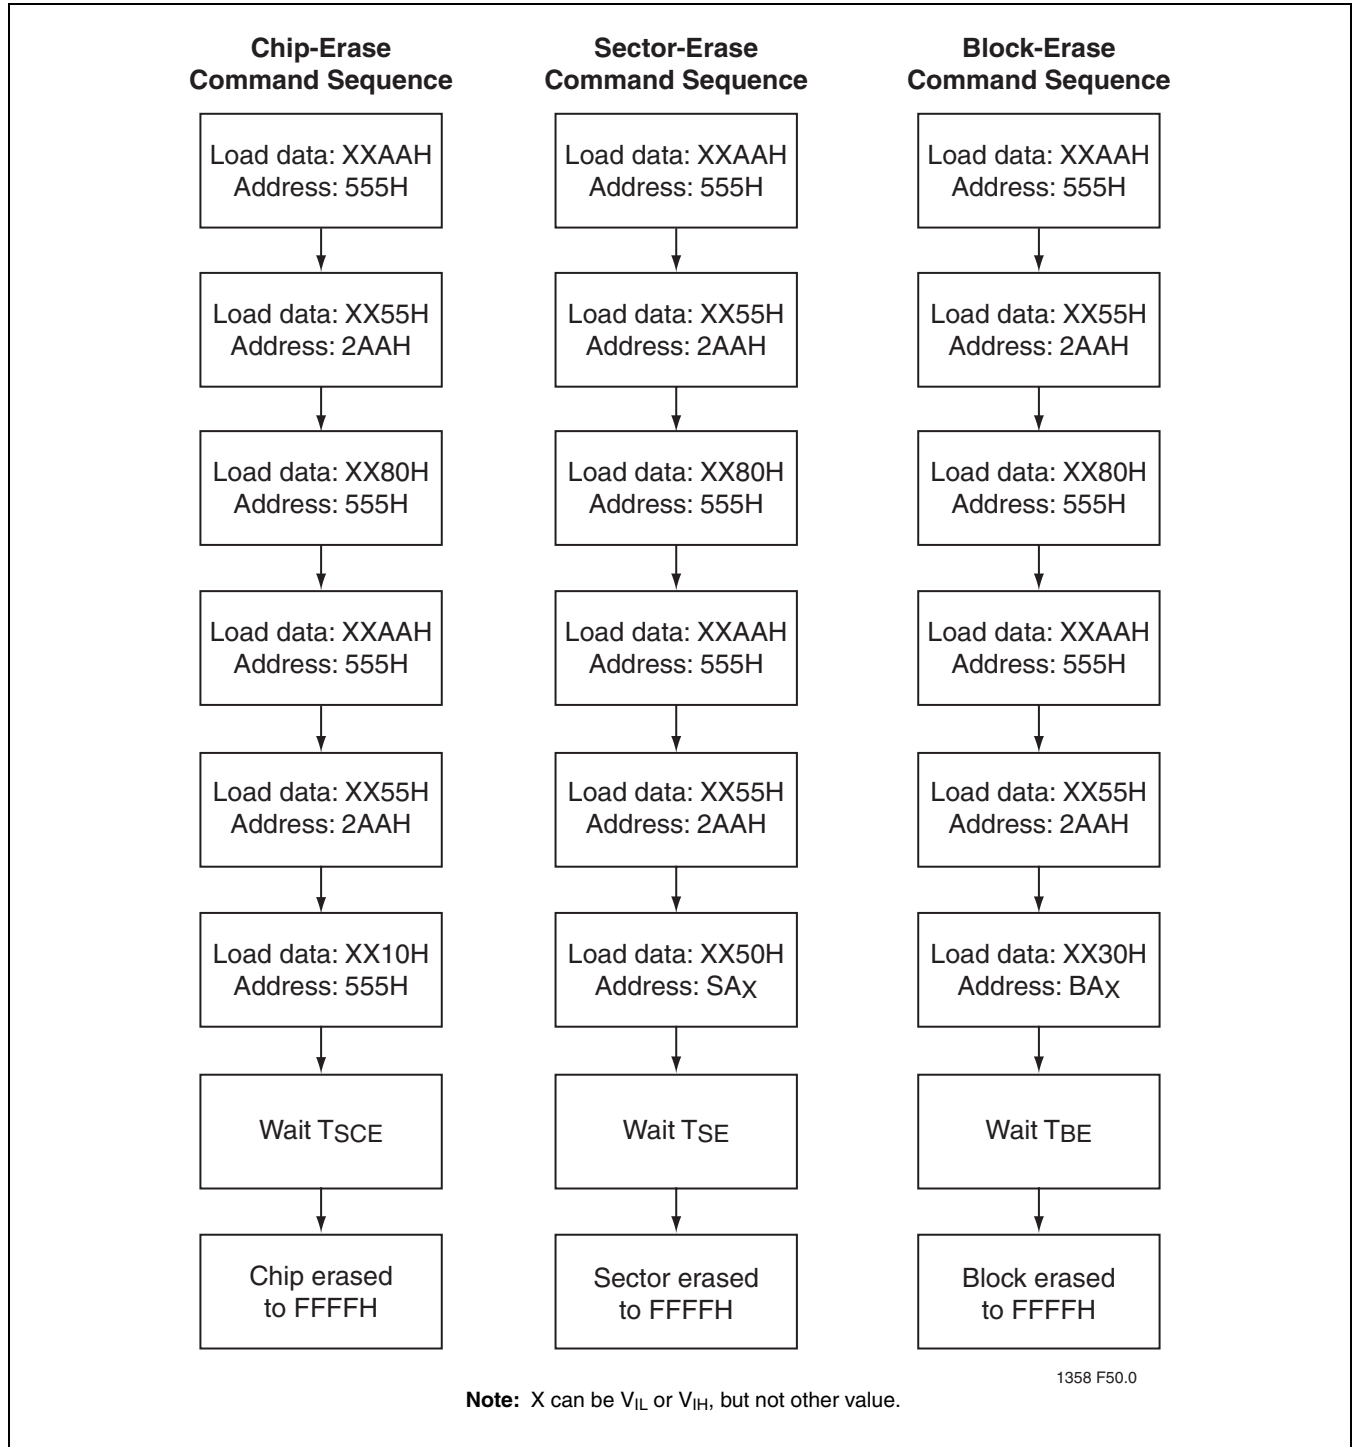 Chip-Erase
Command Sequence
Load data: XXAAH
Address: 555H
Load data: XX55H
Address: 2AAH
Load data: XX80H
Address: 555H
Load data: XXAAH
Address: 555H
Load data: XX55H
Address: 2AAH
Load data: XX10H
Address: 555H
Wait TSCE
Chip erased
to FFFFH
Sector-Erase
Command Sequence
Load data: XXAAH
Address: 555H
Load data: XX55H
Address: 2AAH
Load data: XX80H
Address: 555H
Load data: XXAAH
Address: 555H
Load data: XX55H
Address: 2AAH
Load data: XX50H
Address: SAX
Wait TSE
Sector erased
to FFFFH
Block-Erase
Command Sequence
Load data: XXAAH
Address: 555H
Load data: XX55H
Address: 2AAH
Load data: XX80H
Address: 555H
Load data: XXAAH
Address: 555H
Load data: XX55H
Address: 2AAH
Load data: XX30H
Address: BAX
Wait TBE
Block erased
to FFFFH
1358 F50.0
Note: X can be VIL or VIH, but not other value.